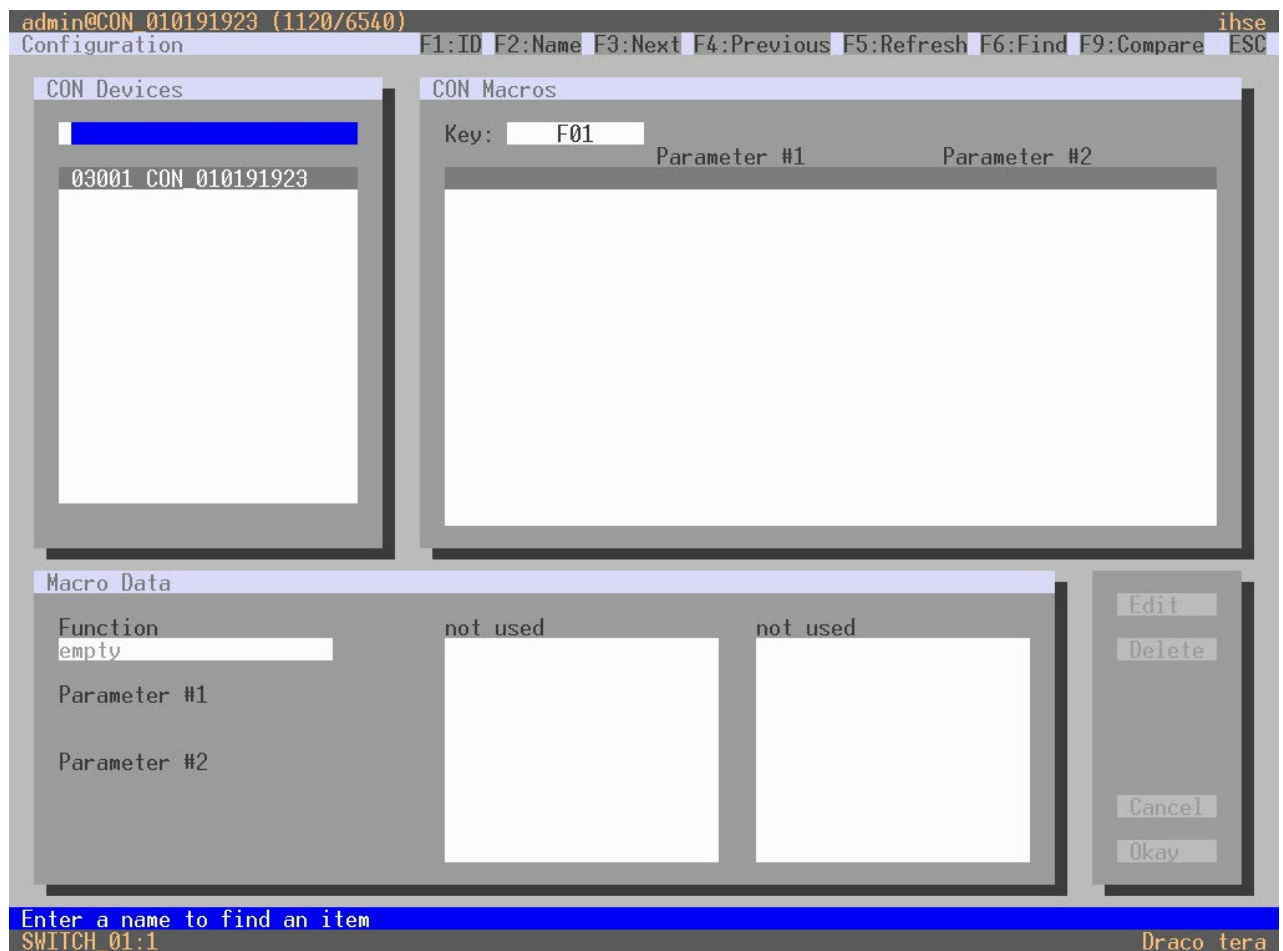 admin@CON_010191923 (1120/6540) ihse
Configuration F1:ID F2:Name F3:Next F4:Previous F5:Refresh F6:Find F9:Compare ESC
CON Devices
03001 CON_010191923
CON Macros
Key: F01
Parameter #1 Parameter #2
Macro Data
Function
empty
Parameter #1
Parameter #2
not used
not used
Edit
Delete
Cancel
Okay
Enter a name to find an item
SWITCH_01:1 Draco tera